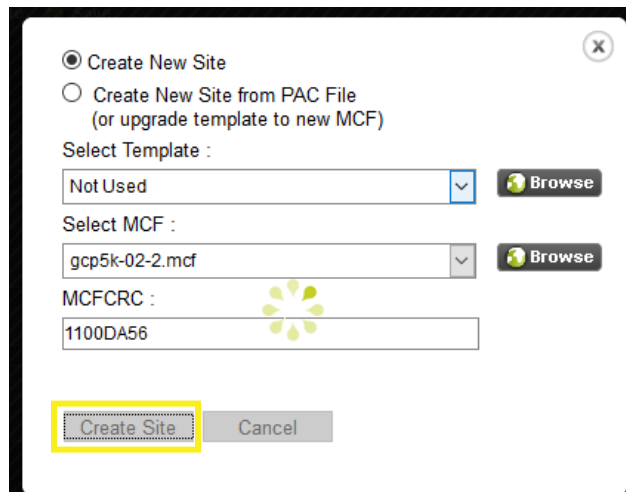 x
Create New Site
Create New Site from PAC File
(or upgrade template to new MCF)
Select Template :
Not Used
Browse
Select MCF :
gcp5k-02-2.mcf
Browse
MCFCRC :
1100DA56
Create Site
Cancel